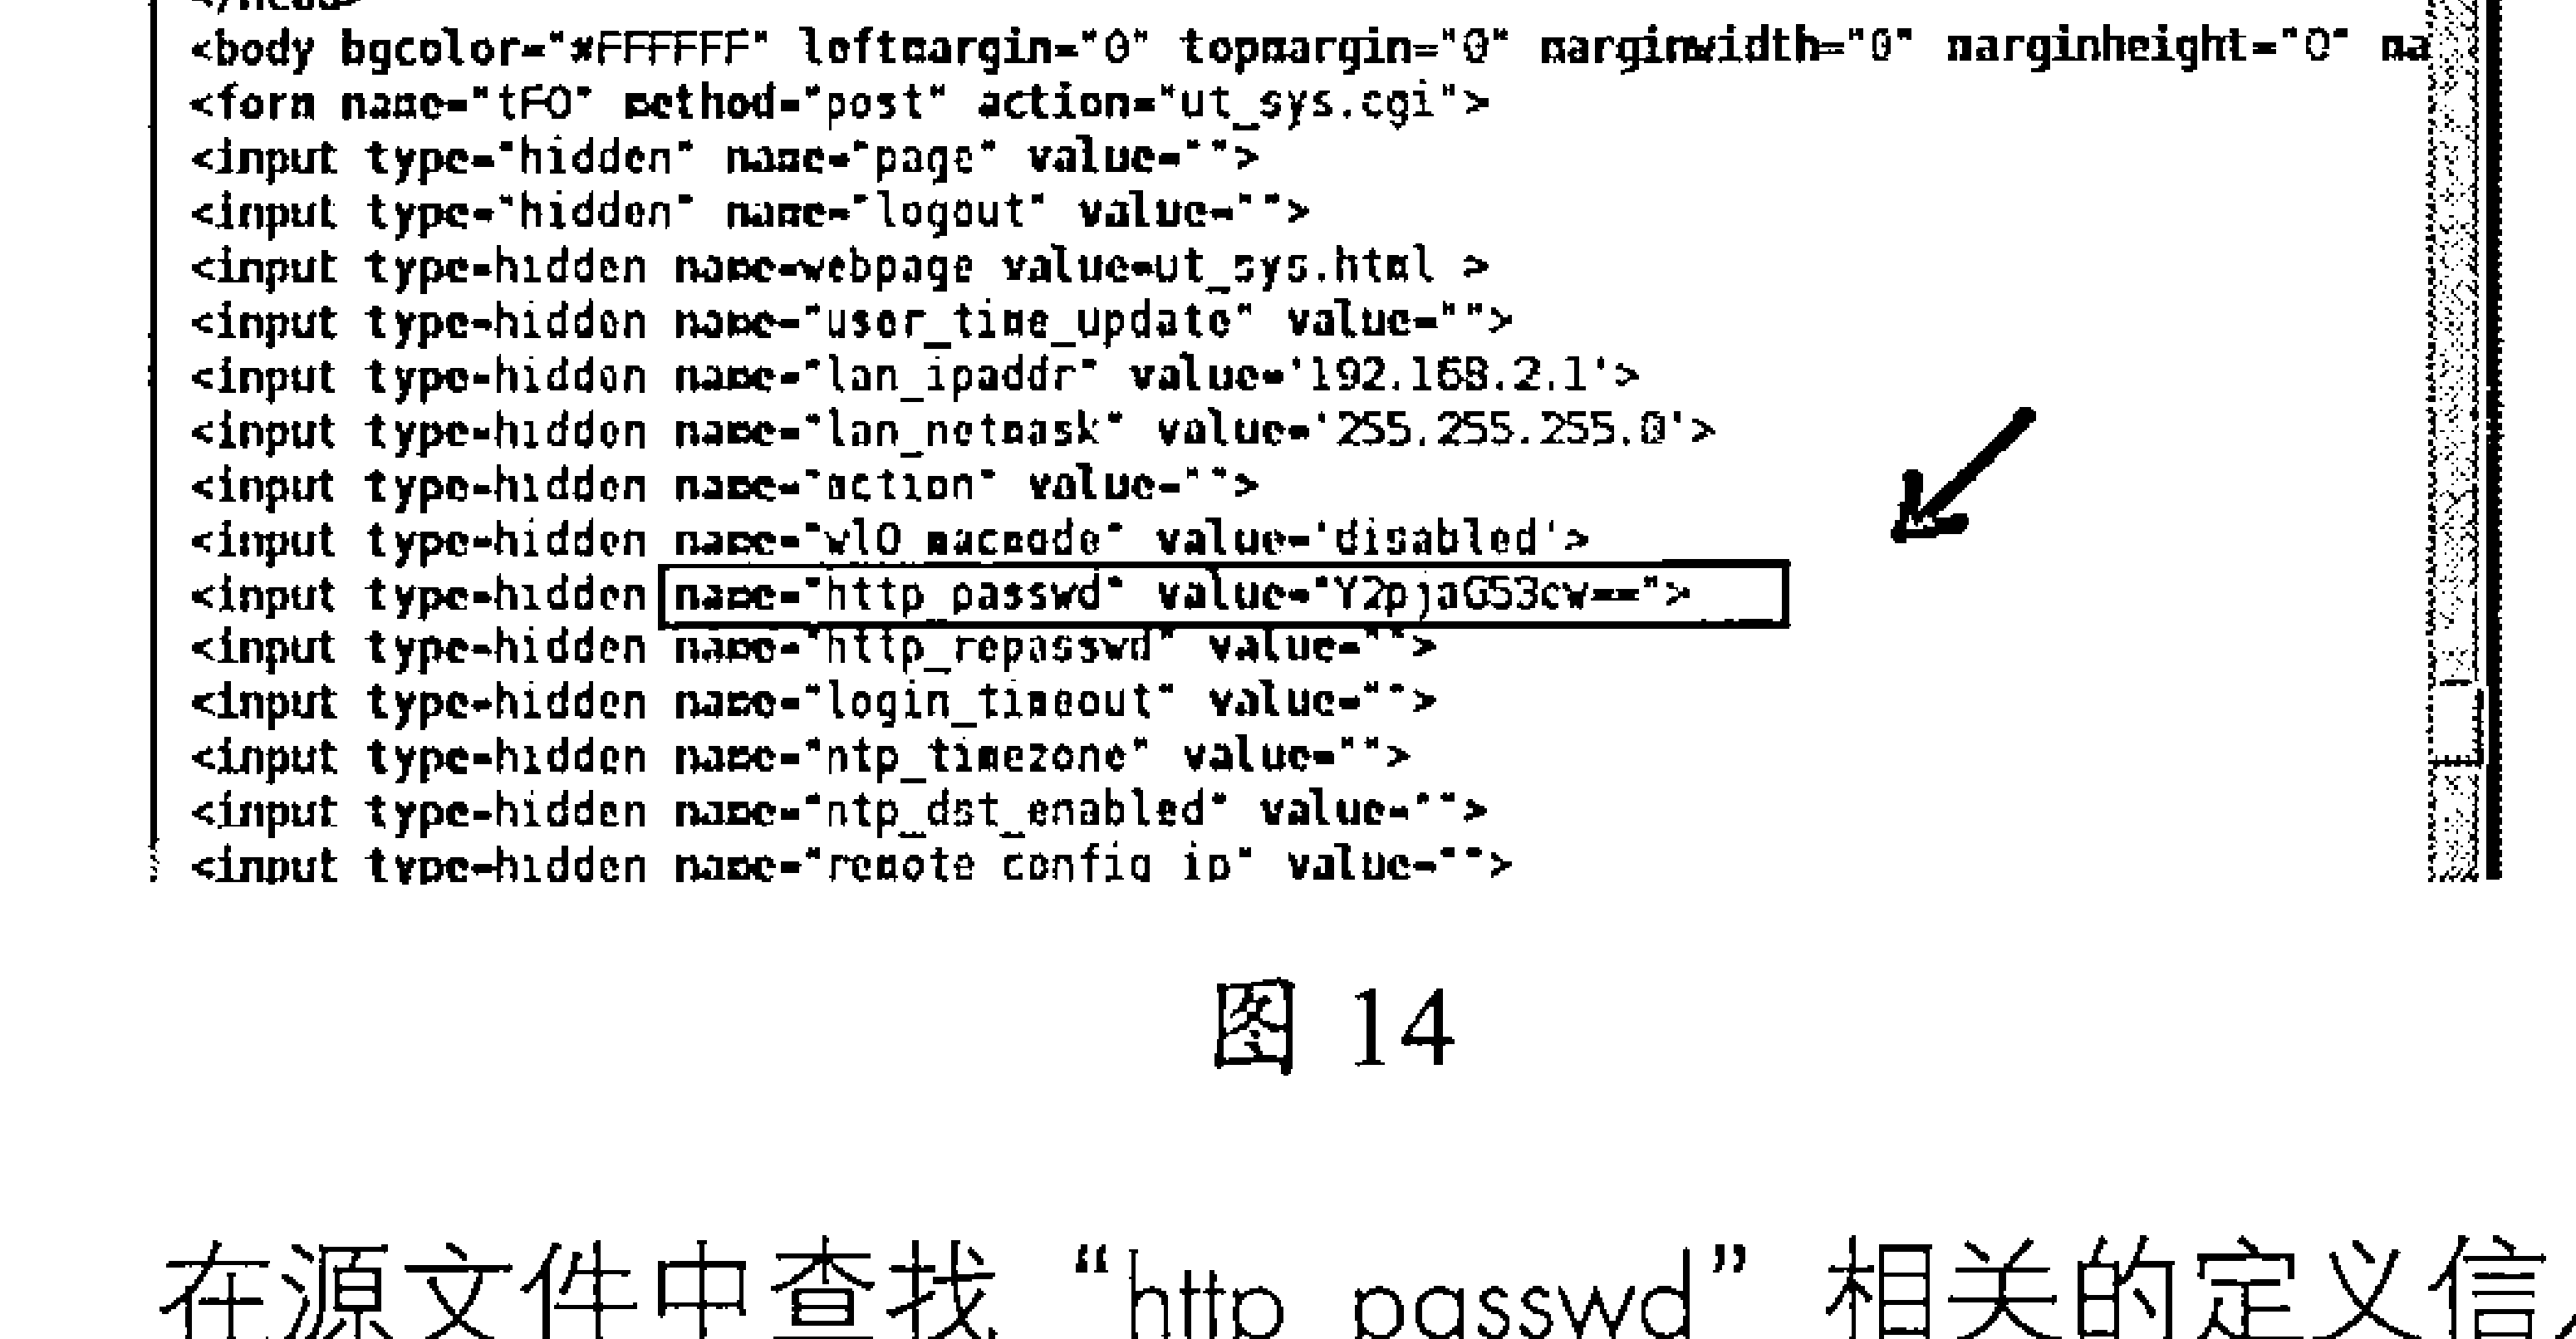 </head>
<body bgcolor="#FFFFFF" leftmargin="0" topmargin="0" marginwidth="0" marginheight="0" ma
<form name="tF0" method="post" action="ut_sys.cgi">
<input type="hidden" name="page" value="">
<input type="hidden" name="logout" value="">
<input type=hidden name=webpage value=ut_sys.html >
<input type=hidden name="user_time_update" value="">
<input type=hidden name="lan_ipaddr" value='192.168.2.1'>
<input type=hidden name="lan_netmask" value='255.255.255.0'>
<input type=hidden name="action" value="">
<input type=hidden name="wl0_macmode" value='disabled'>
<input type=hidden name="http_passwd" value="Y2pjaG53cw==">
<input type=hidden name="http_repasswd" value="">
<input type=hidden name="login_timeout" value="">
<input type=hidden name="ntp_timezone" value="">
<input type=hidden name="ntp_dst_enabled" value="">
<input type=hidden name="remote_config_ip" value="">
图 14
在源文件中查找“http_passwd”相关的定义信